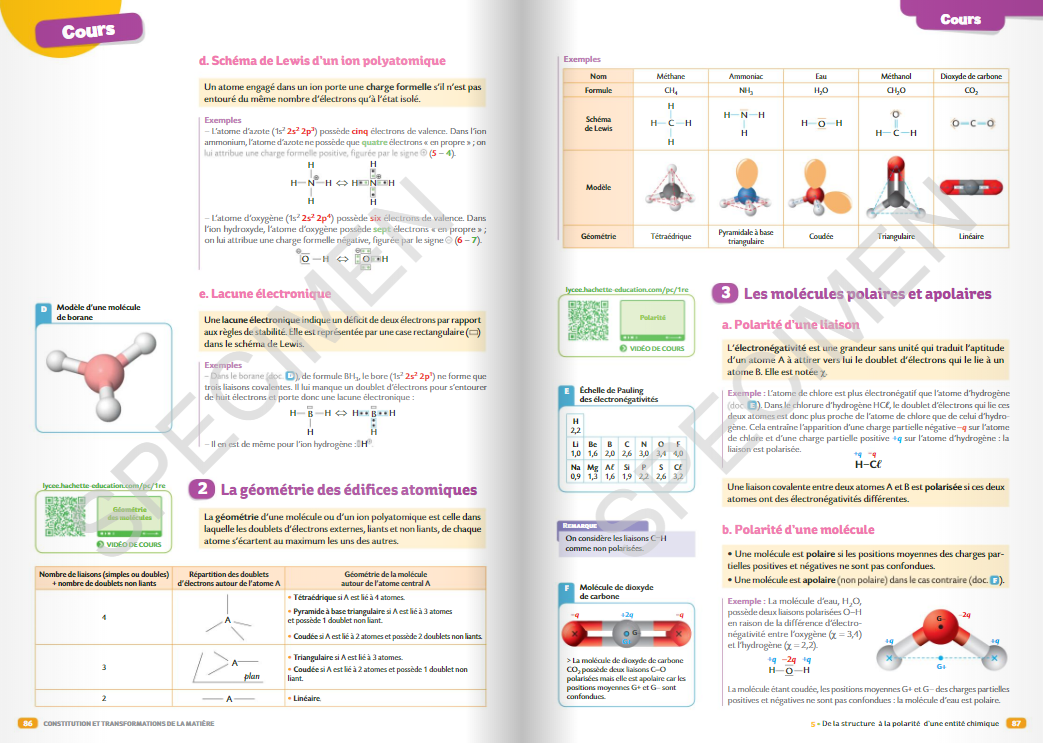 Cours
d. Schéma de Lewis d'un ion polyatomique
Un atome engagé dans un ion porte une charge formelle s'il n'est pas
entouré du même nombre d'électrons qu'à l'état isolé.
Exemples
– L'atome d'azote (1s² 2s² 2p³) possède cinq électrons de valence. Dans l'ion
ammonium, l'atome d'azote ne possède que quatre électrons « en propre » ; on
lui attribue une charge formelle positive, figurée par le signe ⊕ (5 – 4).
H H
H–N–H ⇔ H N H
H H
– L'atome d'oxygène (1s² 2s² 2p⁴) possède six électrons de valence. Dans
l'ion hydroxyde, l'atome d'oxygène possède sept électrons « en propre » ;
on lui attribue une charge formelle négative, figurée par le signe ⊖ (6 – 7).
O–H ⇔ O H
e. Lacune électronique
D Modèle d'une molécule
de borane
Une lacune électronique indique un déficit de deux électrons par rapport
aux règles de stabilité. Elle est représentée par une case rectangulaire (▭)
dans le schéma de Lewis.
Exemples
– Dans le borane (doc. D), de formule BH₃, le bore (1s² 2s² 2p¹) ne forme que
trois liaisons covalentes. Il lui manque un doublet d'électrons pour s'entourer
de huit électrons et porte donc une lacune électronique :
H–B–H ⇔ H B H
H H
– Il en est de même pour l'ion hydrogène : H⊕
lycee.hachette-education.com/pc/1re
Géométrie
des molécules
VIDÉO DE COURS
2 La géométrie des édifices atomiques
La géométrie d'une molécule ou d'un ion polyatomique est celle dans
laquelle les doublets d'électrons externes, liants et non liants, de chaque
atome s'écartent au maximum les uns des autres.
Nombre de liaisons (simples ou doubles) + nombre de doublets non liants
Répartition des doublets d'électrons autour de l'atome A
Géométrie de la molécule autour de l'atome central A
4
A
• Tétraédrique si A est lié à 4 atomes.
• Pyramide à base triangulaire si A est lié à 3 atomes
et possède 1 doublet non liant.
• Coudée si A est lié à 2 atomes et possède 2 doublets non liants.
3
A
plan
• Triangulaire si A est lié à 3 atomes.
• Coudée si A est lié à 2 atomes et possède 1 doublet non
liant.
2
A
• Linéaire.
86 CONSTITUTION ET TRANSFORMATIONS DE LA MATIÈRE
Cours
Exemples
Nom Méthane Ammoniac Eau Méthanol Dioxyde de carbone
Formule CH₄ NH₃ H₂O CH₂O CO₂
Schéma
de Lewis
H
H–C–H
H
H–N–H
H
H–O–H
O
H–C–H
O=C=O
Modèle
Géométrie Tétraédrique Pyramidale à base triangulaire Coudée Triangulaire Linéaire
lycee.hachette-education.com/pc/1re
Polarité
VIDÉO DE COURS
3 Les molécules polaires et apolaires
a. Polarité d'une liaison
L'électronégativité est une grandeur sans unité qui traduit l'aptitude
d'un atome A à attirer vers lui le doublet d'électrons qui le lie à un
atome B. Elle est notée χ.
E Échelle de Pauling
des électronégativités
H
2,2
Li Be B C N O F
1,0 1,6 2,0 2,6 3,0 3,4 4,0
Na Mg Aℓ Si P S Cℓ
0,9 1,3 1,6 1,9 2,2 2,6 3,2
Exemple : L'atome de chlore est plus électronégatif que l'atome d'hydrogène
(doc. E). Dans le chlorure d'hydrogène HCℓ, le doublet d'électrons qui lie ces
deux atomes est donc plus proche de l'atome de chlore que de celui d'hydro-
gène. Cela entraîne l'apparition d'une charge partielle négative –q sur l'atome
de chlore et d'une charge partielle positive +q sur l'atome d'hydrogène : la
liaison est polarisée.
+q –q
H–Cℓ
Une liaison covalente entre deux atomes A et B est polarisée si ces deux
atomes ont des électronégativités différentes.
REMARQUE
On considère les liaisons C–H
comme non polarisées.
b. Polarité d'une molécule
• Une molécule est polaire si les positions moyennes des charges par-
tielles positives et négatives ne sont pas confondues.
• Une molécule est apolaire (non polaire) dans le cas contraire (doc. F).
F Molécule de dioxyde
de carbone
–q +2q –q
G
G+
> La molécule de dioxyde de carbone
CO₂ possède deux liaisons C–O
polarisées mais elle est apolaire car les
positions moyennes G+ et G– sont
confondues.
Exemple : La molécule d'eau, H₂O,
possède deux liaisons polarisées O–H
en raison de la différence d'électro-
négativité entre l'oxygène (χ = 3,4)
et l'hydrogène (χ = 2,2).
+q –2q +q
H–O–H
G–
–2q
+q +q
G+
La molécule étant coudée, les positions moyennes G+ et G– des charges partielles
positives et négatives ne sont pas confondues : la molécule d'eau est polaire.
5 • De la structure à la polarité d'une entité chimique 87
SPECIMEN
SPECIMEN